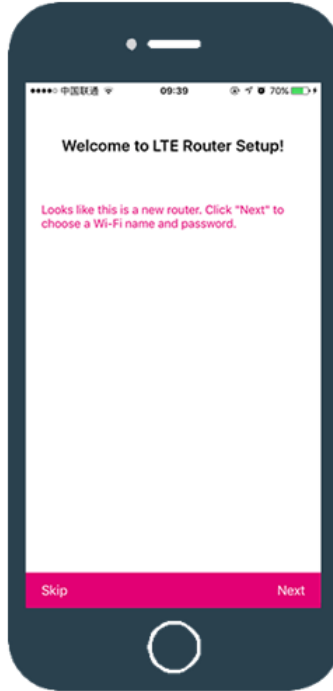 中国联通 09:39 70%
Welcome to LTE Router Setup!
Looks like this is a new router. Click "Next" to
choose a Wi-Fi name and password.
Skip Next